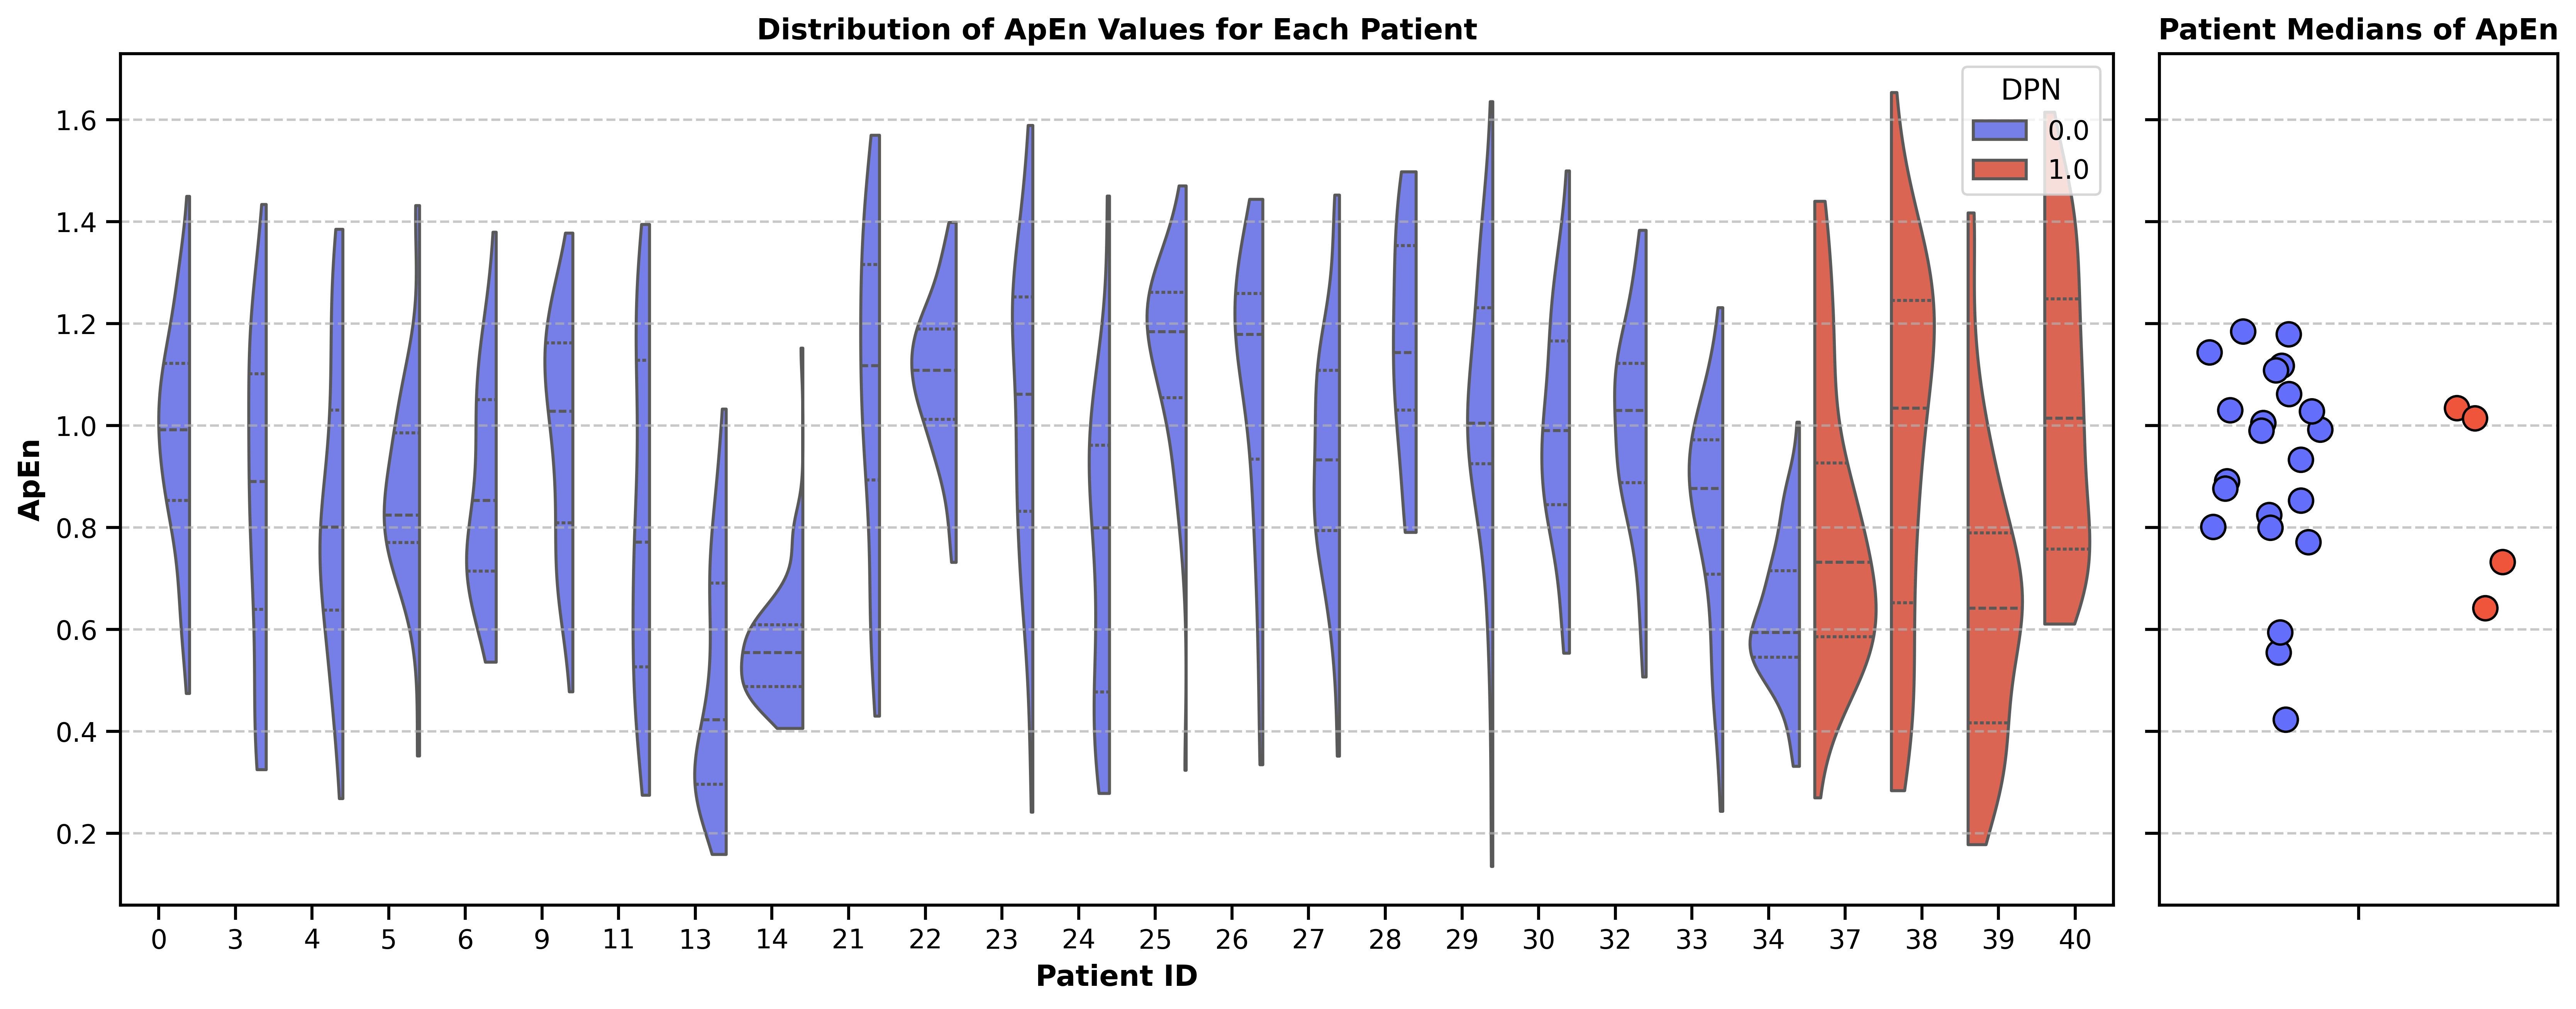 Distribution of ApEn Values for Each Patient
Patient Medians of ApEn
DPN
0.0
1.0
ApEn
1.6
1.4
1.2
1.0
0.8
0.6
0.4
0.2
0 3 4 5 6 9 11 13 14 21 22 23 24 25 26 27 28 29 30 32 33 34 37 38 39 40
Patient ID